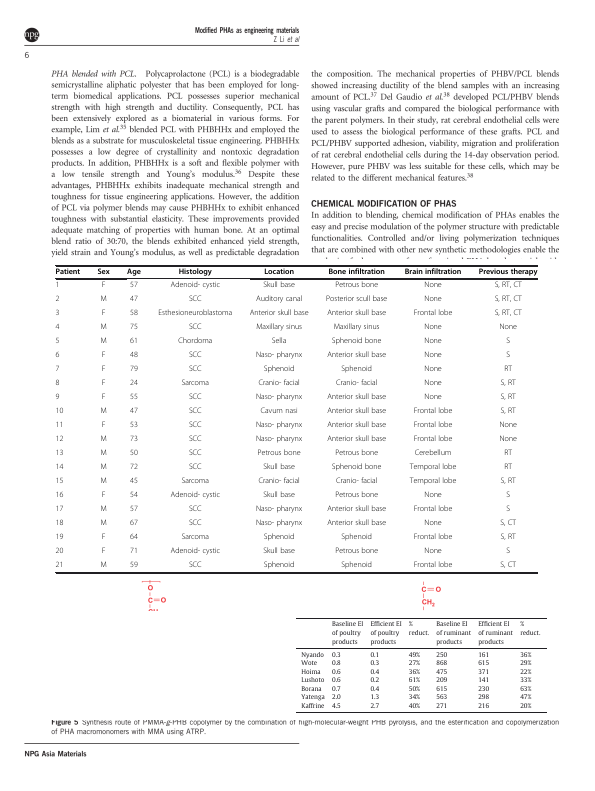 npg
Modified PHAs as engineering materials
Z Li et al
6
PHA blended with PCL. Polycaprolactone (PCL) is a biodegradable
semicrystalline aliphatic polyester that has been employed for long-
term biomedical applications. PCL possesses superior mechanical
strength with high strength and ductility. Consequently, PCL has
been extensively explored as a biomaterial in various forms. For
example, Lim et al.35 blended PCL with PHBHHx and employed the
blends as a substrate for musculoskeletal tissue engineering. PHBHHx
possesses a low degree of crystallinity and nontoxic degradation
products. In addition, PHBHHx is a soft and flexible polymer with
a low tensile strength and Young's modulus.36 Despite these
advantages, PHBHHx exhibits inadequate mechanical strength and
toughness for tissue engineering applications. However, the addition
of PCL via polymer blends may cause PHBHHx to exhibit enhanced
toughness with substantial elasticity. These improvements provided
adequate matching of properties with human bone. At an optimal
blend ratio of 30:70, the blends exhibited enhanced yield strength,
yield strain and Young's modulus, as well as predictable degradation
the composition. The mechanical properties of PHBV/PCL blends
showed increasing ductility of the blend samples with an increasing
amount of PCL.37 Del Gaudio et al.38 developed PCL/PHBV blends
using vascular grafts and compared the biological performance with
the parent polymers. In their study, rat cerebral endothelial cells were
used to assess the biological performance of these grafts. PCL and
PCL/PHBV supported adhesion, viability, migration and proliferation
of rat cerebral endothelial cells during the 14-day observation period.
However, pure PHBV was less suitable for these cells, which may be
related to the different mechanical features.38
CHEMICAL MODIFICATION OF PHAS
In addition to blending, chemical modification of PHAs enables the
easy and precise modulation of the polymer structure with predictable
functionalities. Controlled and/or living polymerization techniques
that are combined with other new synthetic methodologies enable the
Patient Sex Age Histology Location Bone infiltration Brain infiltration Previous therapy
1 F 57 Adenoid- cystic Skull base Petrous bone None S, RT, CT
2 M 47 SCC Auditory canal Posterior scull base None S, RT, CT
3 F 58 Esthesioneuroblastoma Anterior skull base Anterior skull base Frontal lobe S, RT, CT
4 M 75 SCC Maxillary sinus Maxillary sinus None None
5 M 61 Chordoma Sella Sphenoid bone None S
6 F 48 SCC Naso- pharynx Anterior skull base None S
7 F 79 SCC Sphenoid Sphenoid None RT
8 F 24 Sarcoma Cranio- facial Cranio- facial None S, RT
9 F 55 SCC Naso- pharynx Anterior skull base None S, RT
10 M 47 SCC Cavum nasi Anterior skull base Frontal lobe S, RT
11 F 53 SCC Naso- pharynx Anterior skull base Frontal lobe None
12 M 73 SCC Naso- pharynx Anterior skull base Frontal lobe None
13 M 50 SCC Petrous bone Petrous bone Cerebellum RT
14 M 72 SCC Skull base Sphenoid bone Temporal lobe RT
15 M 45 Sarcoma Cranio- facial Cranio- facial Temporal lobe S, RT
16 F 54 Adenoid- cystic Skull base Petrous bone None S
17 M 57 SCC Naso- pharynx Anterior skull base Frontal lobe S
18 M 67 SCC Naso- pharynx Anterior skull base None S, CT
19 F 64 Sarcoma Sphenoid Sphenoid Frontal lobe S, RT
20 F 71 Adenoid- cystic Skull base Petrous bone None S
21 M 59 SCC Sphenoid Sphenoid Frontal lobe S, CT
O
C=O
C=O
CH2
Baseline EI Efficient EI % Baseline EI Efficient EI %
of poultry of poultry reduct. of ruminant of ruminant reduct.
products products products products
Nyando 0.3 0.1 49% 250 161 36%
Wote 0.8 0.3 27% 868 615 29%
Hoima 0.6 0.4 36% 475 371 22%
Lushoto 0.6 0.2 61% 209 141 33%
Borana 0.7 0.4 50% 615 230 63%
Yatenga 2.0 1.3 34% 563 298 47%
Kaffrine 4.5 2.7 40% 271 216 20%
Figure 5 Synthesis route of PMMA-g-PHB copolymer by the combination of high-molecular-weight PHB pyrolysis, and the esterification and copolymerization
of PHA macromonomers with MMA using ATRP.
NPG Asia Materials